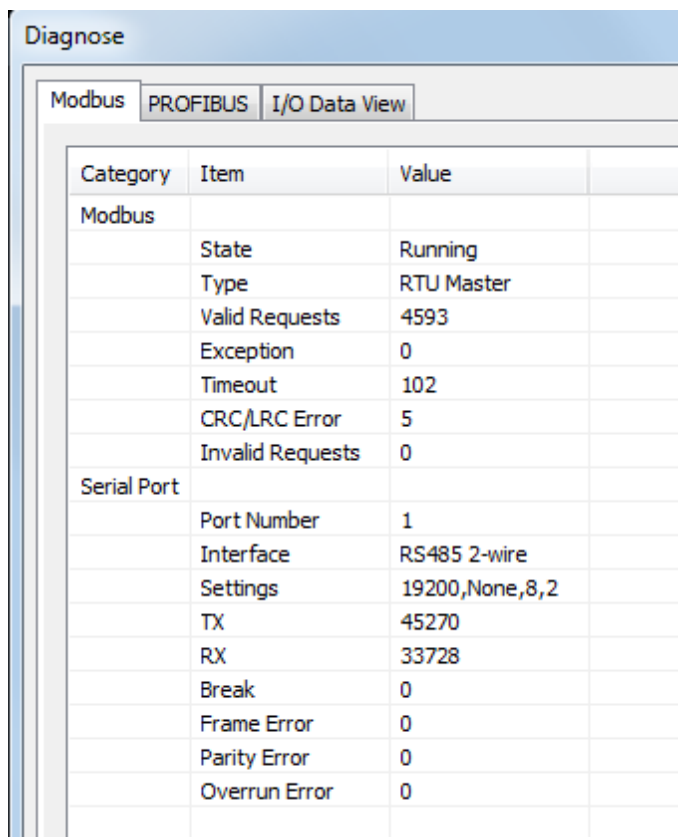 Diagnose
Modbus PROFIBUS I/O Data View
Category Item Value
Modbus
State Running
Type RTU Master
Valid Requests 4593
Exception 0
Timeout 102
CRC/LRC Error 5
Invalid Requests 0
Serial Port
Port Number 1
Interface RS485 2-wire
Settings 19200,None,8,2
TX 45270
RX 33728
Break 0
Frame Error 0
Parity Error 0
Overrun Error 0